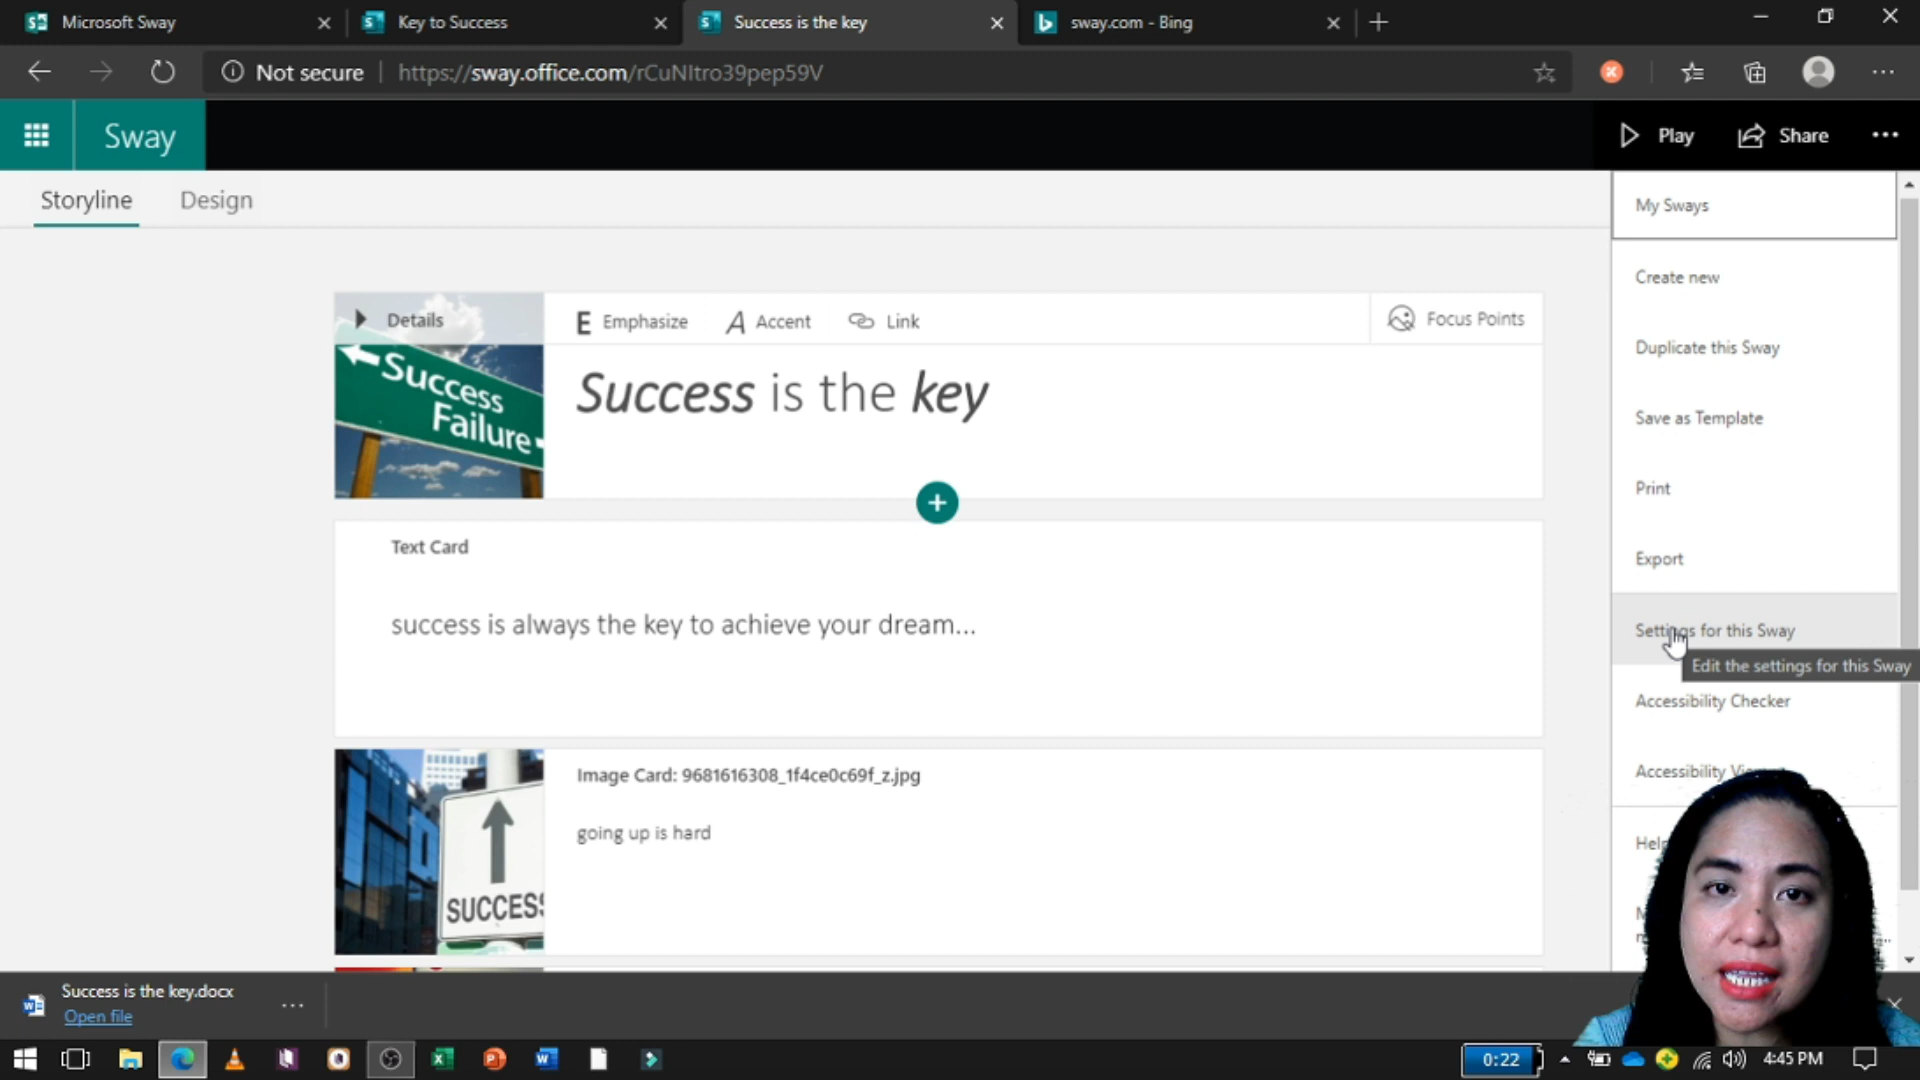 Microsoft Sway
Key to Success
Success is the key
sway.com - Bing
Not secure
https://sway.office.com/rCuNItro39pep59V
Sway
Play
Share
Storyline
Design
My Sways
Create new
Duplicate this Sway
Save as Template
Print
Export
Settings for this Sway
Edit the settings for this Sway
Accessibility Checker
Accessibility
Details
Emphasize
A Accent
Link
Focus Points
Success
Failure
Success is the key
Text Card
success is always the key to achieve your dream...
Image Card: 9681616308_1f4ce0c69f_z.jpg
going up is hard
SUCCESS
Success is the key.docx
Open file
0:22
4:45 PM